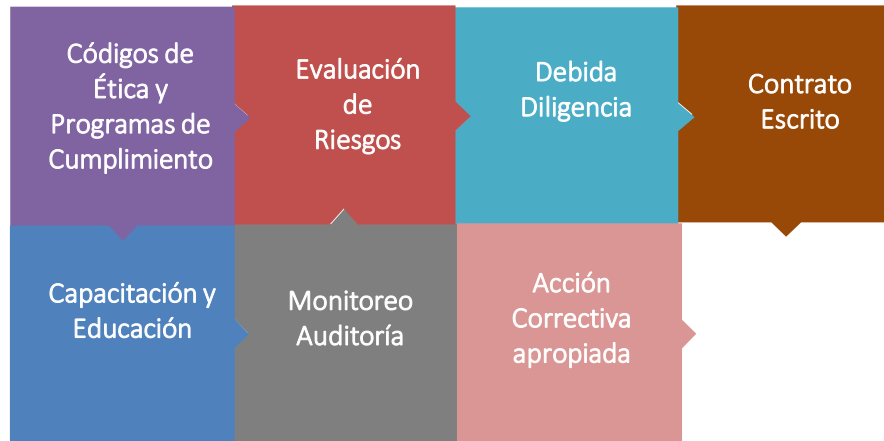 Códigos de
Ética y
Programas de
Cumplimiento
Evaluación
de
Riesgos
Debida
Diligencia
Contrato
Escrito
Capacitación y
Educación
Monitoreo
Auditoría
Acción
Correctiva
apropiada